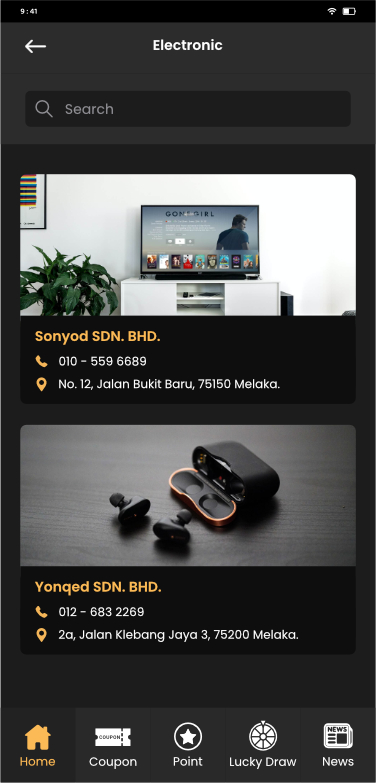 9:41
Electronic
Search
GONE GIRL
Sonyod SDN. BHD.
010 - 559 6689
No. 12, Jalan Bukit Baru, 75150 Melaka.
Yonqed SDN. BHD.
012 - 683 2269
2a, Jalan Klebang Jaya 3, 75200 Melaka.
COUPON
NEWS
Home
Coupon
Point
Lucky Draw
News